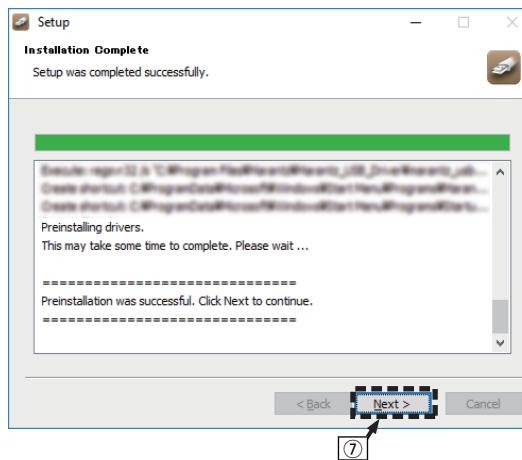 Setup
Installation Complete
Setup was completed successfully.
Preinstalling drivers.
This may take some time to complete. Please wait ...
==============================
Preinstallation was successful. Click Next to continue.
==============================
< Back Next > Cancel
⑦